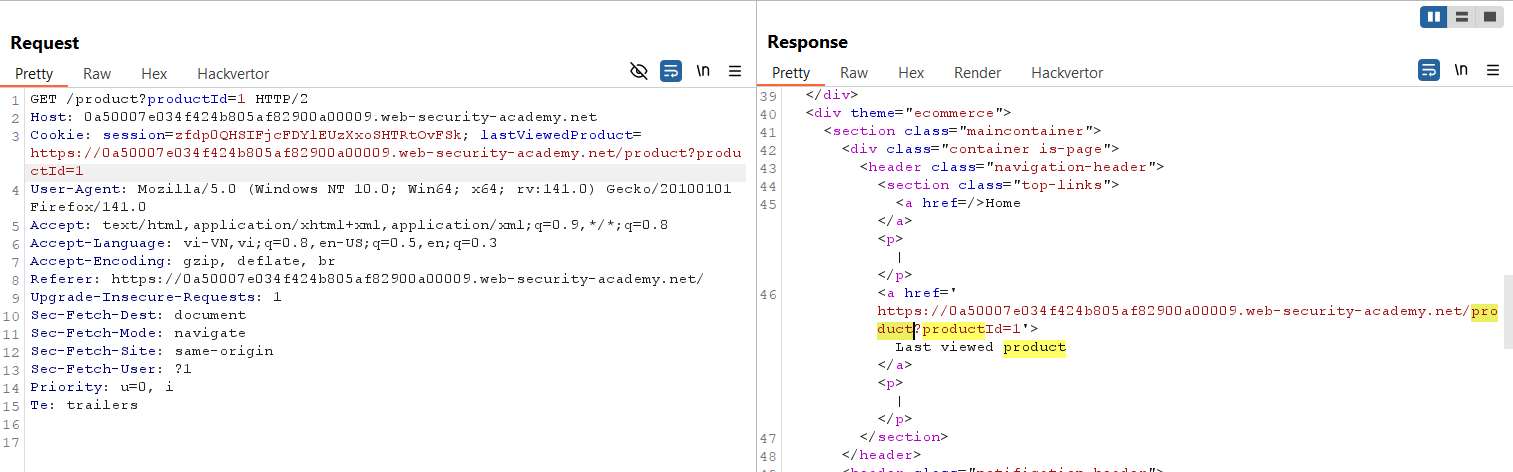 Request
Pretty Raw Hex Hackvertor \n
1 GET /product?productId=1 HTTP/2
2 Host: 0a50007e034f424b805af82900a00009.web-security-academy.net
3 Cookie: session=zfdp0QHSIFjcFDYlEUzXxoSHTRtOvFSk; lastViewedProduct=
https://0a50007e034f424b805af82900a00009.web-security-academy.net/product?produ
ctId=1
4 User-Agent: Mozilla/5.0 (Windows NT 10.0; Win64; x64; rv:141.0) Gecko/20100101
Firefox/141.0
5 Accept: text/html,application/xhtml+xml,application/xml;q=0.9,*/*;q=0.8
6 Accept-Language: vi-VN,vi;q=0.8,en-US;q=0.5,en;q=0.3
7 Accept-Encoding: gzip, deflate, br
8 Referer: https://0a50007e034f424b805af82900a00009.web-security-academy.net/
9 Upgrade-Insecure-Requests: 1
10 Sec-Fetch-Dest: document
11 Sec-Fetch-Mode: navigate
12 Sec-Fetch-Site: same-origin
13 Sec-Fetch-User: ?1
14 Priority: u=0, i
15 Te: trailers
16
17
Response
Pretty Raw Hex Render Hackvertor \n
39 </div>
40 <div theme="ecommerce">
41 <section class="maincontainer">
42 <div class="container is-page">
43 <header class="navigation-header">
44 <section class="top-links">
45 <a href=/>Home
</a>
<p>
|
</p>
46 <a href='
https://0a50007e034f424b805af82900a00009.web-security-academy.net/pro
duct?productId=1'>
Last viewed product
</a>
<p>
|
</p>
47 </section>
48 </header>